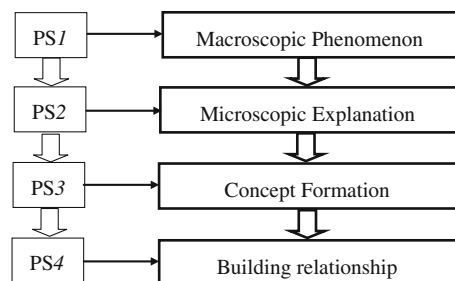 PS1 Macroscopic Phenomenon
PS2 Microscopic Explanation
PS3 Concept Formation
PS4 Building relationship